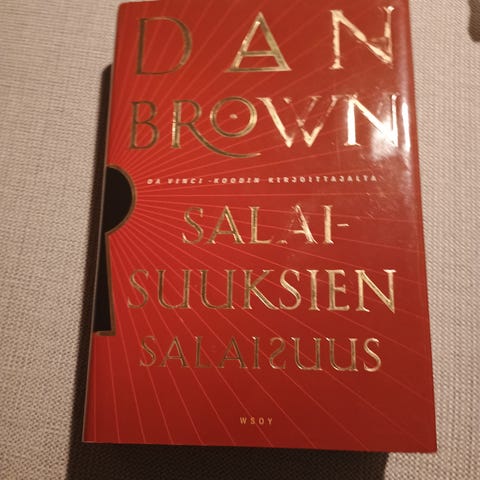 DAN
BROWN
DA VINCI -KOODIN KIRJOITTAJALTA
SALAI-
SUUKSIEN
SALAISUUS
WSOY